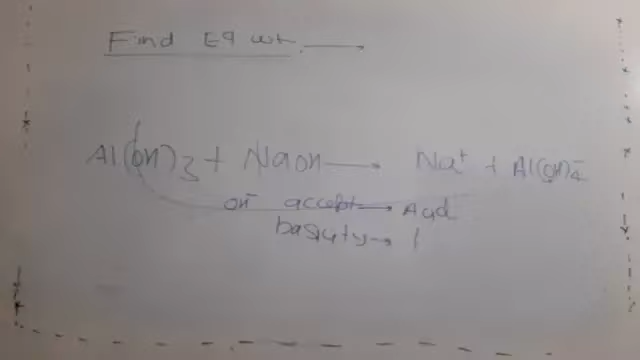 Find Eq wt. →
Al(OH)3 + NaOH → Na+ + Al(OH)4-
OH- accept → Acid
basicity → 1